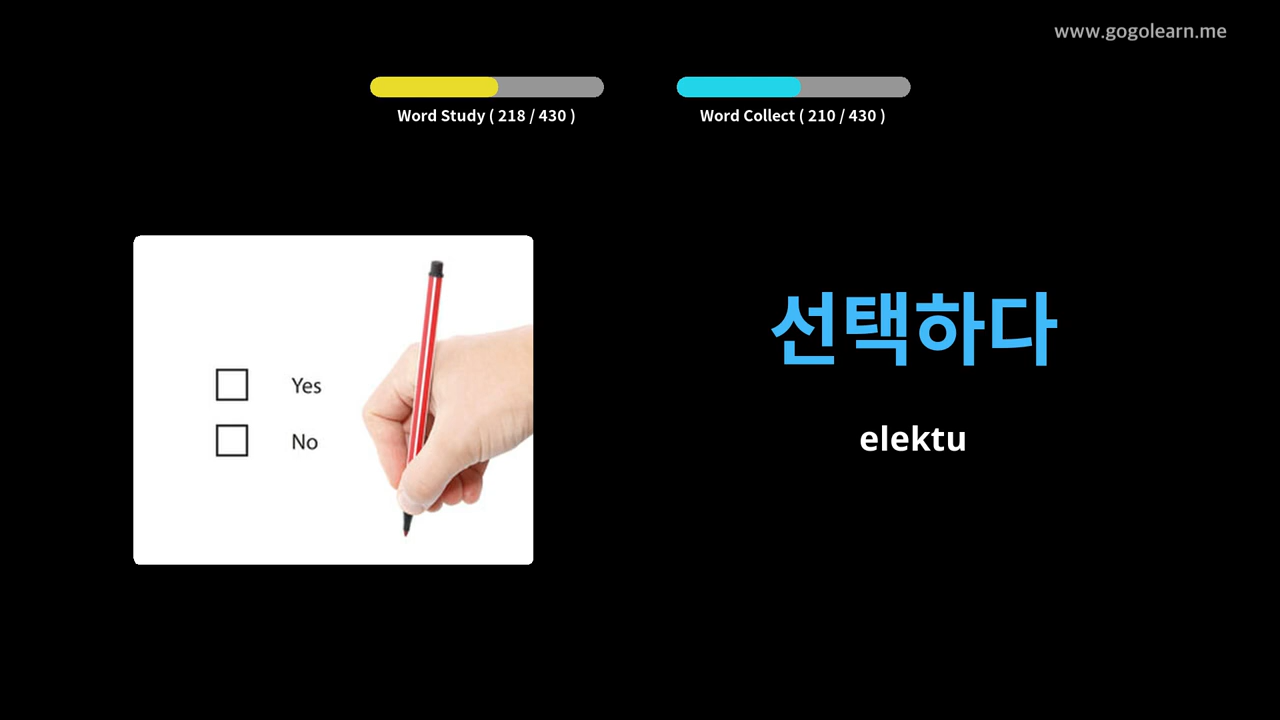 www.gogolearn.me
Word Study ( 218 / 430 )
Word Collect ( 210 / 430 )
Yes
No
선택하다
elektu